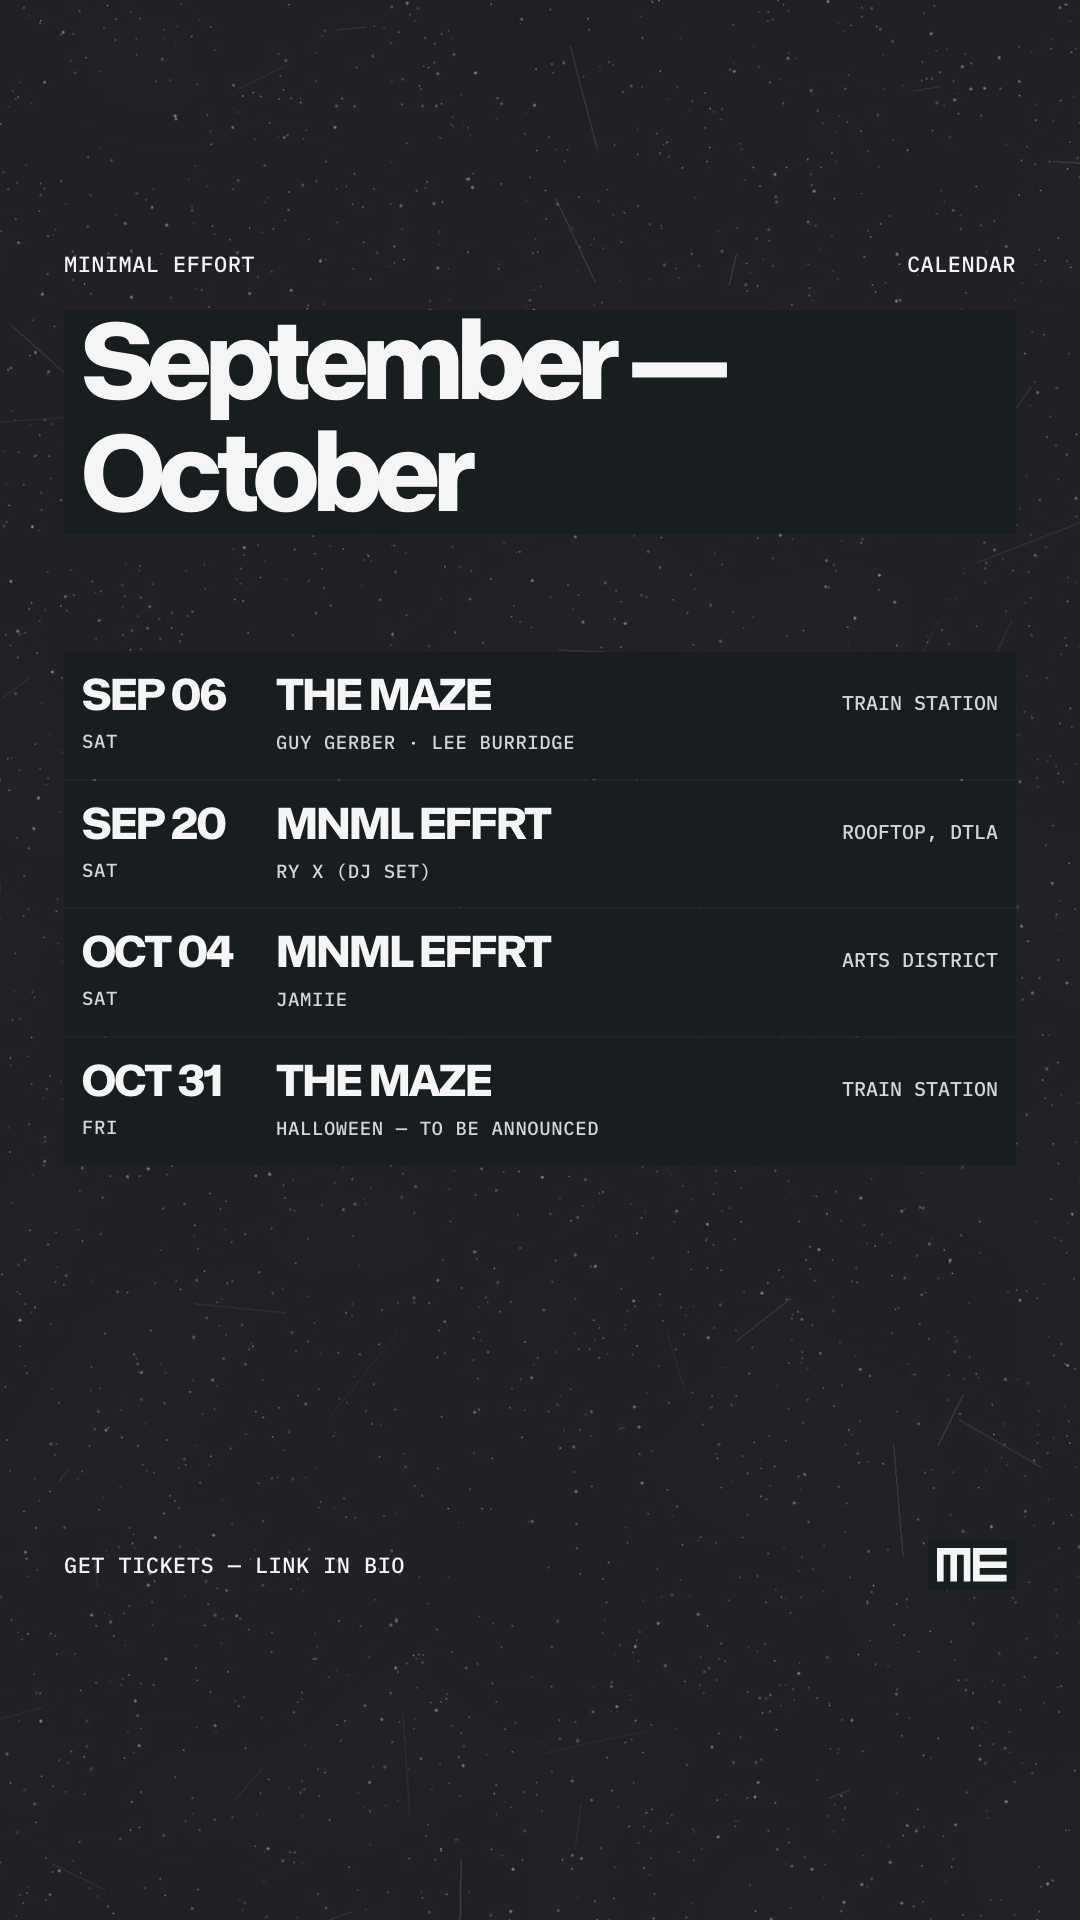 MINIMAL EFFORT
CALENDAR
September —
October
SEP 06
THE MAZE
TRAIN STATION
SAT
GUY GERBER · LEE BURRIDGE
SEP 20
MNML EFFRT
ROOFTOP, DTLA
SAT
RY X (DJ SET)
OCT 04
MNML EFFRT
ARTS DISTRICT
SAT
JAMIIE
OCT 31
THE MAZE
TRAIN STATION
FRI
HALLOWEEN — TO BE ANNOUNCED
GET TICKETS — LINK IN BIO
ME